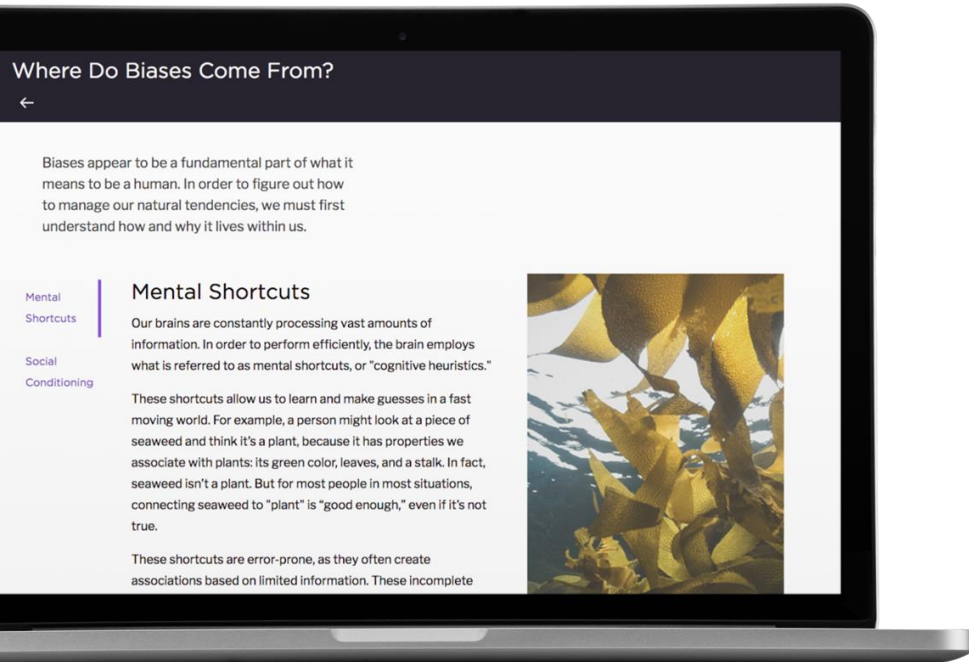 Where Do Biases Come From?
←
Biases appear to be a fundamental part of what it
means to be a human. In order to figure out how
to manage our natural tendencies, we must first
understand how and why it lives within us.
Mental
Shortcuts
Social
Conditioning
Mental Shortcuts
Our brains are constantly processing vast amounts of
information. In order to perform efficiently, the brain employs
what is referred to as mental shortcuts, or "cognitive heuristics."
These shortcuts allow us to learn and make guesses in a fast
moving world. For example, a person might look at a piece of
seaweed and think it's a plant, because it has properties we
associate with plants: its green color, leaves, and a stalk. In fact,
seaweed isn't a plant. But for most people in most situations,
connecting seaweed to "plant" is “good enough,” even if it's not
true.
These shortcuts are error-prone, as they often create
associations based on limited information. These incomplete